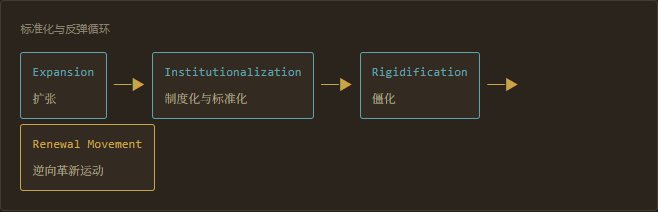 标准化与反弹循环
Expansion
扩张
Institutionalization
制度化与标准化
Rigidification
僵化
Renewal Movement
逆向革新运动